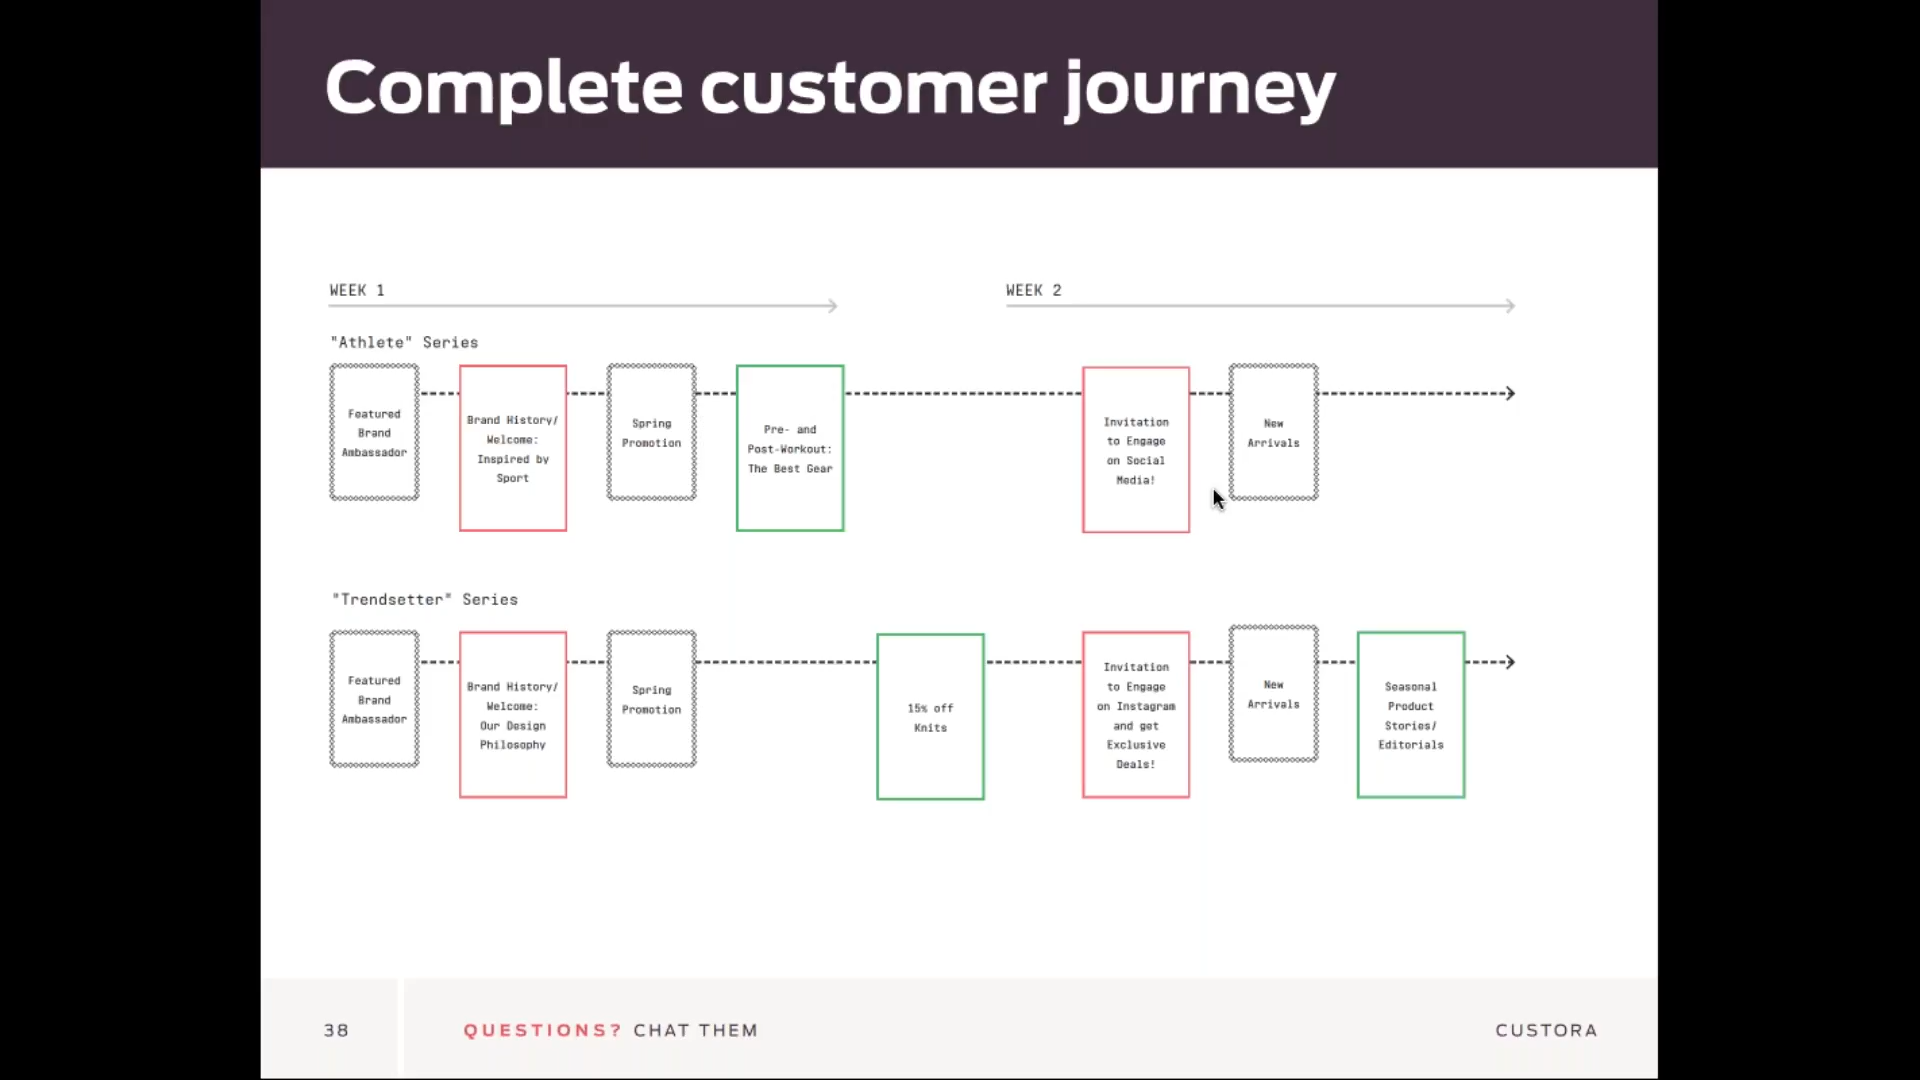 Complete customer journey
WEEK 1
WEEK 2
"Athlete" Series
Featured
Brand
Ambassador
Brand History/
Welcome:
Inspired by
Sport
Spring
Promotion
Pre- and
Post-Workout:
The Best Gear
Invitation
to Engage
on Social
Media!
New
Arrivals
"Trendsetter" Series
Featured
Brand
Ambassador
Brand History/
Welcome:
Our Design
Philosophy
Spring
Promotion
15% off
Knits
Invitation
to Engage
on Instagram
and get
Exclusive
Deals!
New
Arrivals
Seasonal
Product
Stories/
Editorials
38
QUESTIONS? CHAT THEM
CUSTORA